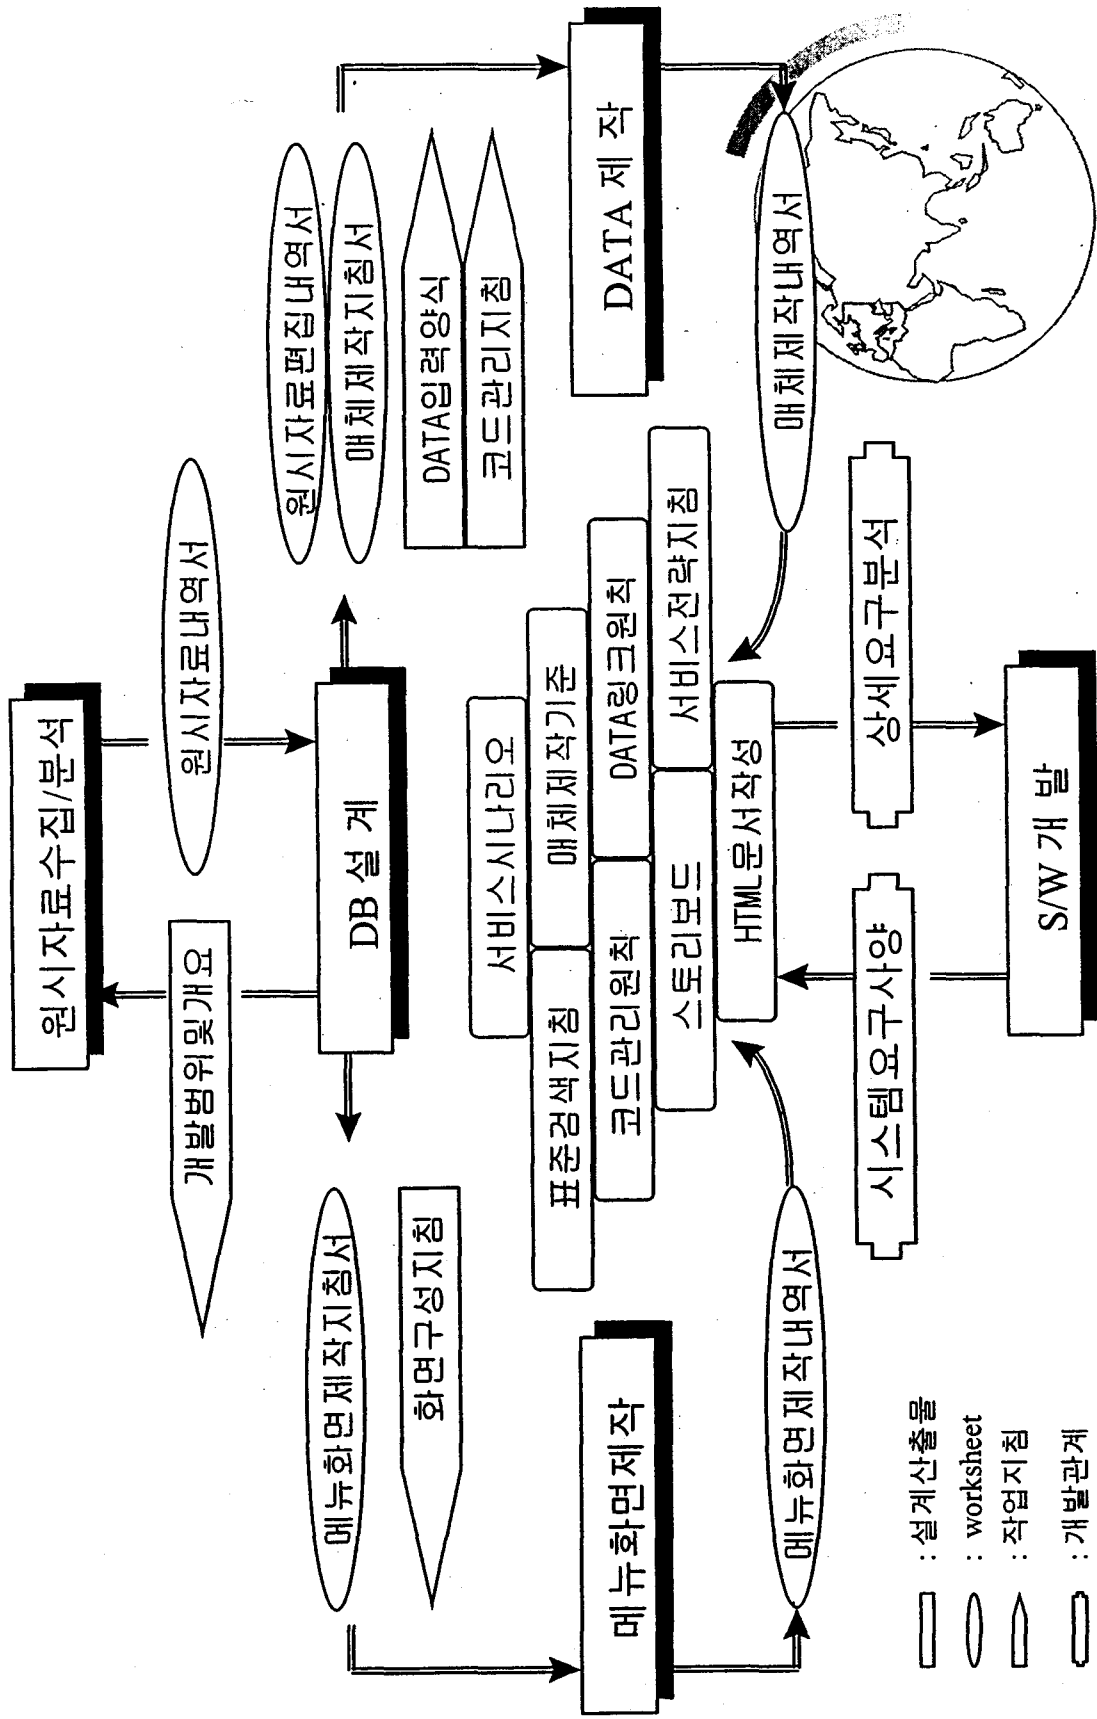 원시자료수집/분석
개발범위및개요
원시자료내역서
DB 설 계
메뉴화면제작지침서
화면구성지침
원시자료편집내역서
매체제작지침서
DATA입력양식
코드관리지침
서비스시나리오
표준검색지침
매체제작기준
코드관리원칙
DATA링크원칙
스토리보드
서비스전략지침
HTML문서작성
메뉴화면제작
DATA 제 작
메뉴화면제작내역서
매체제작내역서
시스템요구사양
상세요구분석
S/W 개 발
: 설계산출물
: worksheet
: 작업지침
: 개발관계